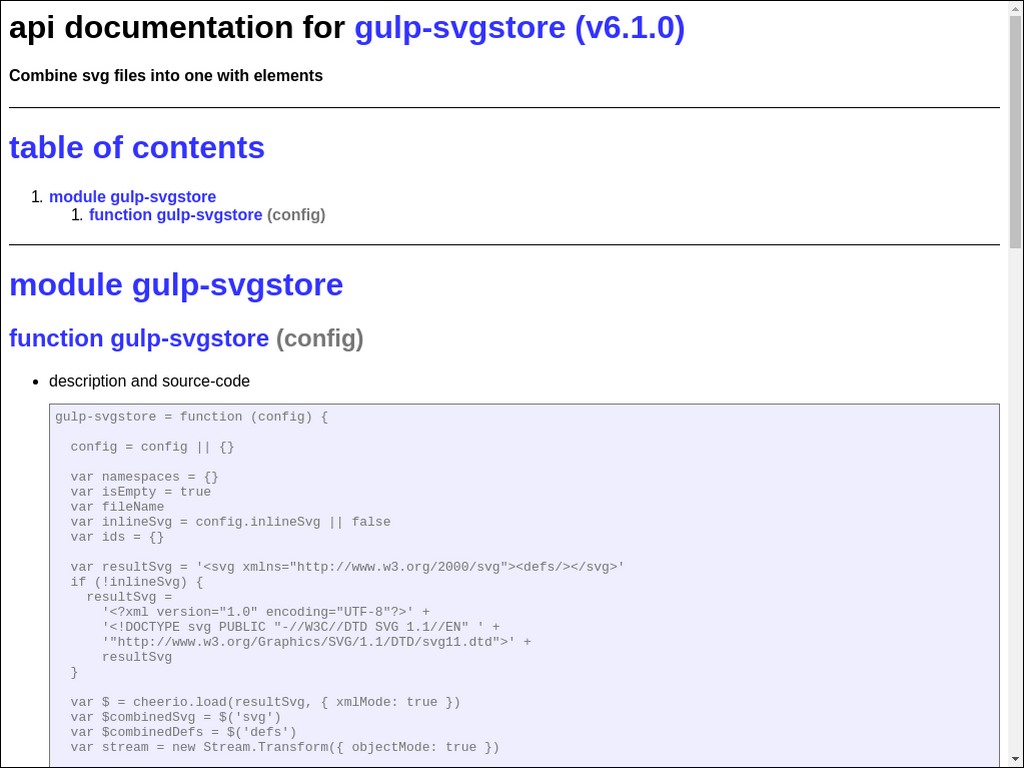 api documentation for gulp-svgstore (v6.1.0)
Combine svg files into one with elements
table of contents
1. module gulp-svgstore
1. function gulp-svgstore (config)
module gulp-svgstore
function gulp-svgstore (config)
• description and source-code
gulp-svgstore = function (config) {
  config = config || {}
  var namespaces = {}
  var isEmpty = true
  var fileName
  var inlineSvg = config.inlineSvg || false
  var ids = {}
  var resultSvg = '<svg xmlns="http://www.w3.org/2000/svg"><defs/></svg>'
  if (!inlineSvg) {
    resultSvg =
      '<?xml version="1.0" encoding="UTF-8"?>' +
      '<!DOCTYPE svg PUBLIC "-//W3C//DTD SVG 1.1//EN" ' +
      '"http://www.w3.org/Graphics/SVG/1.1/DTD/svg11.dtd">' +
      resultSvg
  }
  var $ = cheerio.load(resultSvg, { xmlMode: true })
  var $combinedSvg = $('svg')
  var $combinedDefs = $('defs')
  var stream = new Stream.Transform({ objectMode: true })